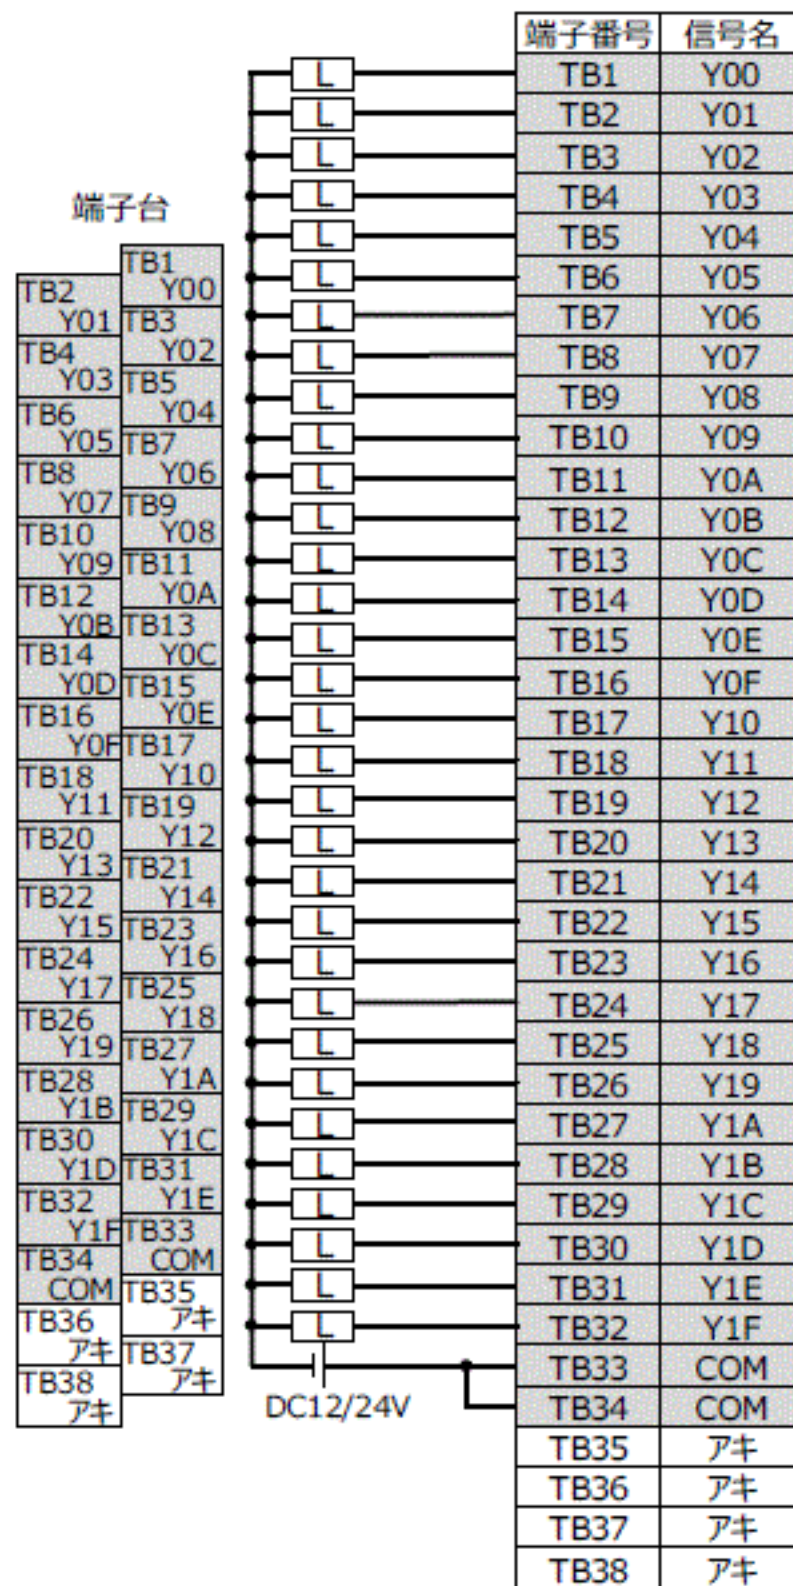 端子番号 信号名
L TB1 Y00
L TB2 Y01
L TB3 Y02
L TB4 Y03
L TB5 Y04
L TB6 Y05
L TB7 Y06
L TB8 Y07
L TB9 Y08
L TB10 Y09
L TB11 Y0A
L TB12 Y0B
L TB13 Y0C
L TB14 Y0D
L TB15 Y0E
L TB16 Y0F
L TB17 Y10
L TB18 Y11
L TB19 Y12
L TB20 Y13
L TB21 Y14
L TB22 Y15
L TB23 Y16
L TB24 Y17
L TB25 Y18
L TB26 Y19
L TB27 Y1A
L TB28 Y1B
L TB29 Y1C
L TB30 Y1D
L TB31 Y1E
L TB32 Y1F
TB33 COM
DC12/24V
TB34 COM
TB35 アキ
TB36 アキ
TB37 アキ
TB38 アキ
端子台
TB1
Y00
TB2
Y01
TB3
Y02
TB4
Y03
TB5
Y04
TB6
Y05
TB7
Y06
TB8
Y07
TB9
Y08
TB10
Y09
TB11
Y0A
TB12
Y0B
TB13
Y0C
TB14
Y0D
TB15
Y0E
TB16
Y0F
TB17
Y10
TB18
Y11
TB19
Y12
TB20
Y13
TB21
Y14
TB22
Y15
TB23
Y16
TB24
Y17
TB25
Y18
TB26
Y19
TB27
Y1A
TB28
Y1B
TB29
Y1C
TB30
Y1D
TB31
Y1E
TB32
Y1F
TB33
COM
TB34
COM
TB35
アキ
TB36
アキ
TB37
アキ
TB38
アキ